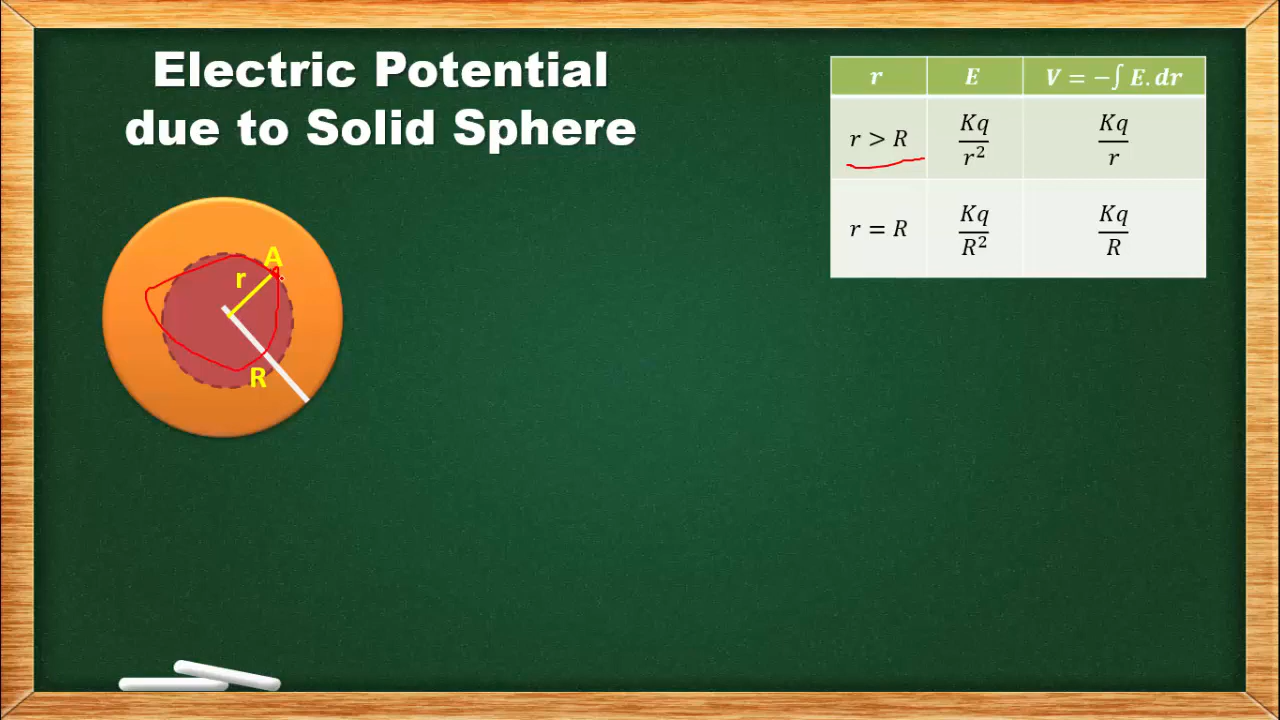 Electric Potential
due to Solid Sphere
r E V = −∫ E. dr
r > R Kq/r² Kq/r
r = R Kq/R² Kq/R
A
r
R